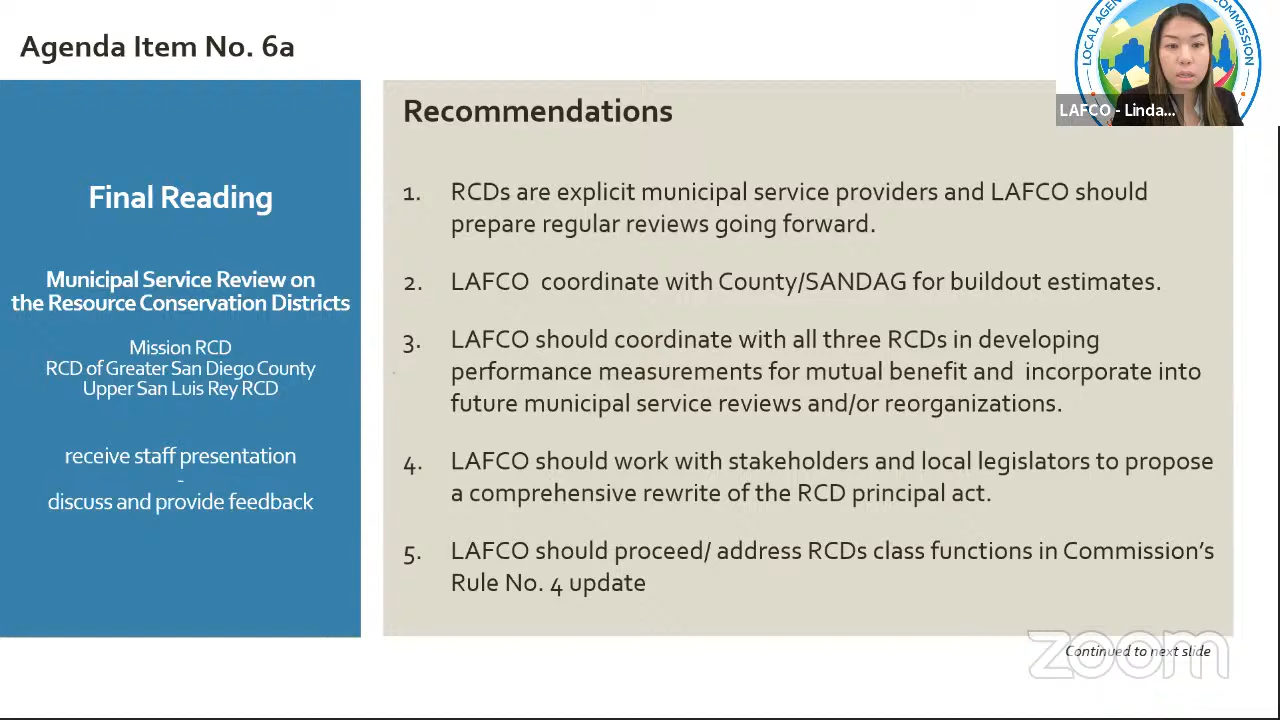 Agenda Item No. 6a
LOCAL AGEN
COMMISSION
LAFCO - Linda...
Final Reading
Municipal Service Review on
the Resource Conservation Districts
Mission RCD
RCD of Greater San Diego County
Upper San Luis Rey RCD
receive staff presentation
-
discuss and provide feedback
Recommendations
1. RCDs are explicit municipal service providers and LAFCO should
prepare regular reviews going forward.
2. LAFCO coordinate with County/SANDAG for buildout estimates.
3. LAFCO should coordinate with all three RCDs in developing
performance measurements for mutual benefit and incorporate into
future municipal service reviews and/or reorganizations.
4. LAFCO should work with stakeholders and local legislators to propose
a comprehensive rewrite of the RCD principal act.
5. LAFCO should proceed/ address RCDs class functions in Commission's
Rule No. 4 update
Continued to next slide
zoom